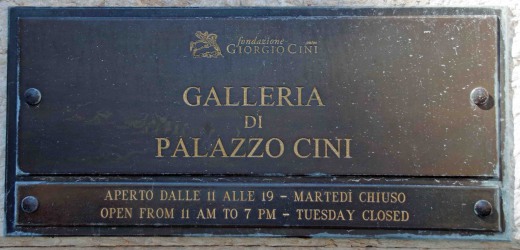 fondazione
GIORGIO CINI
GALLERIA
DI
PALAZZO CINI
APERTO DALLE 11 ALLE 19 – MARTEDÌ CHIUSO
OPEN FROM 11 AM TO 7 PM – TUESDAY CLOSED